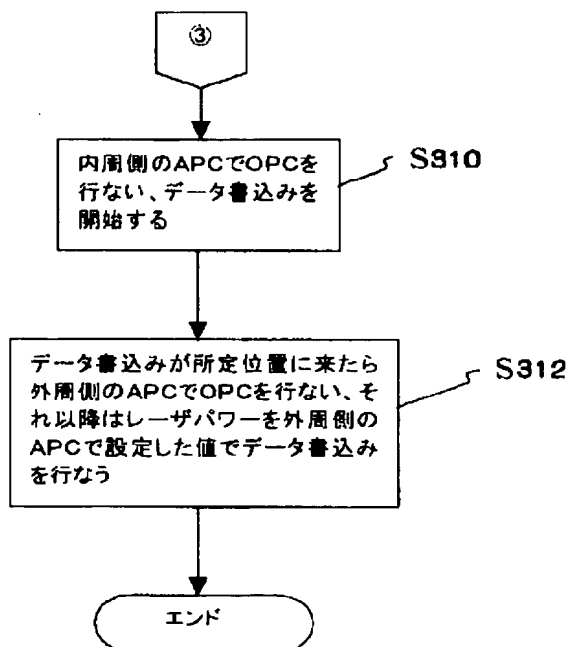 ③
内周側のAPCでOPCを
行ない、データ書込みを
開始する
S310
データ書込みが所定位置に来たら
外周側のAPCでOPCを行ない、そ
れ以降はレーザパワーを外周側の
APCで設定した値でデータ書込み
を行なう
S312
エンド